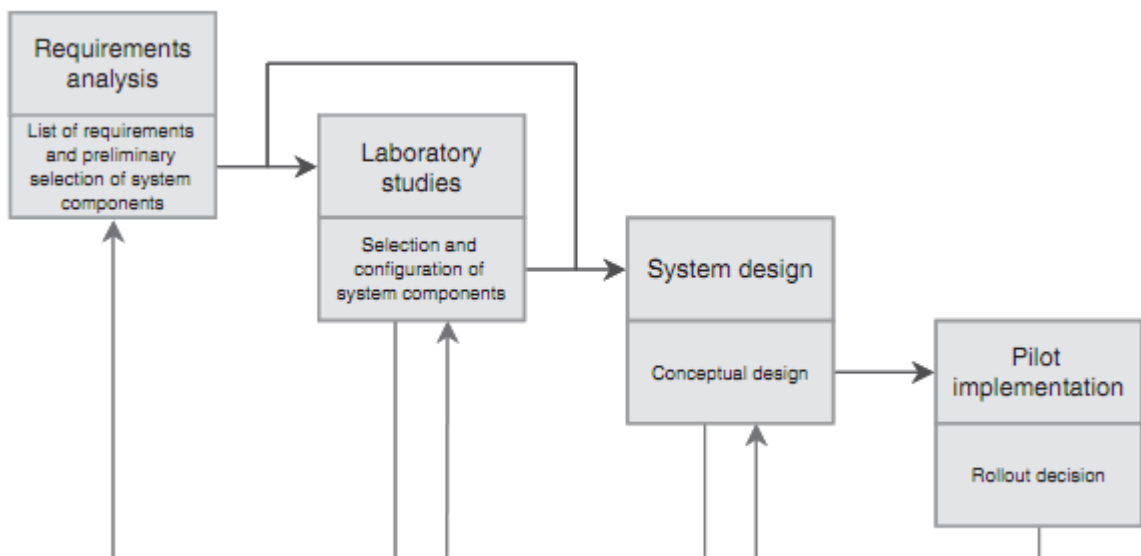 Requirements
analysis
List of requirements
and preliminary
selection of system
components
Laboratory
studies
Selection and
configuration of
system components
System design
Conceptual design
Pilot
implementation
Rollout decision